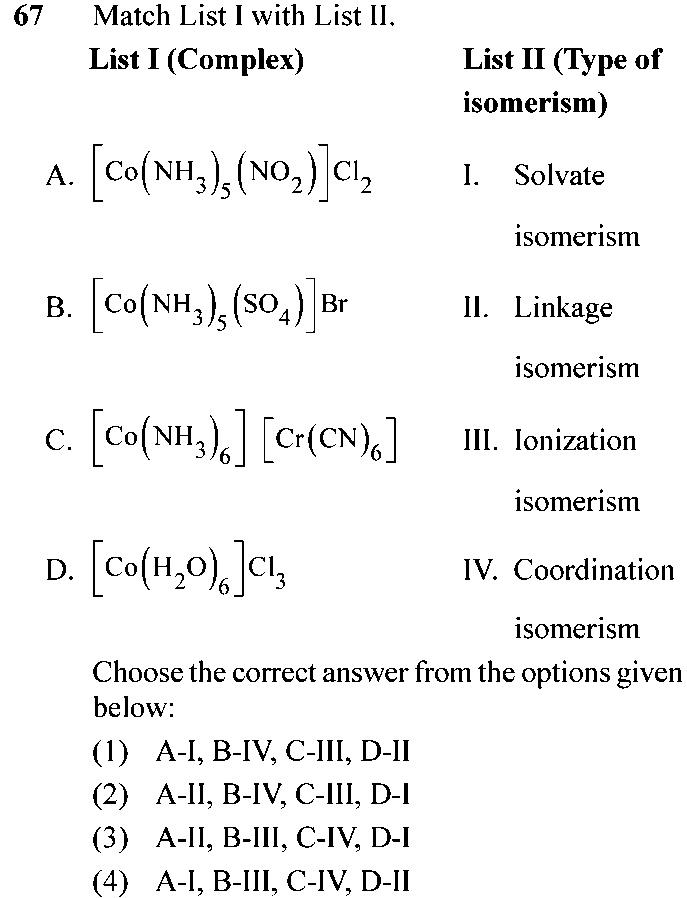 67 Match List I with List II.
List I (Complex) List II (Type of
isomerism)
A. [Co(NH₃)₅(NO₂)]Cl₂ I. Solvate
isomerism
B. [Co(NH₃)₅(SO₄)]Br II. Linkage
isomerism
C. [Co(NH₃)₆] [Cr(CN)₆] III. Ionization
isomerism
D. [Co(H₂O)₆]Cl₃ IV. Coordination
isomerism
Choose the correct answer from the options given
below:
(1) A-I, B-IV, C-III, D-II
(2) A-II, B-IV, C-III, D-I
(3) A-II, B-III, C-IV, D-I
(4) A-I, B-III, C-IV, D-II